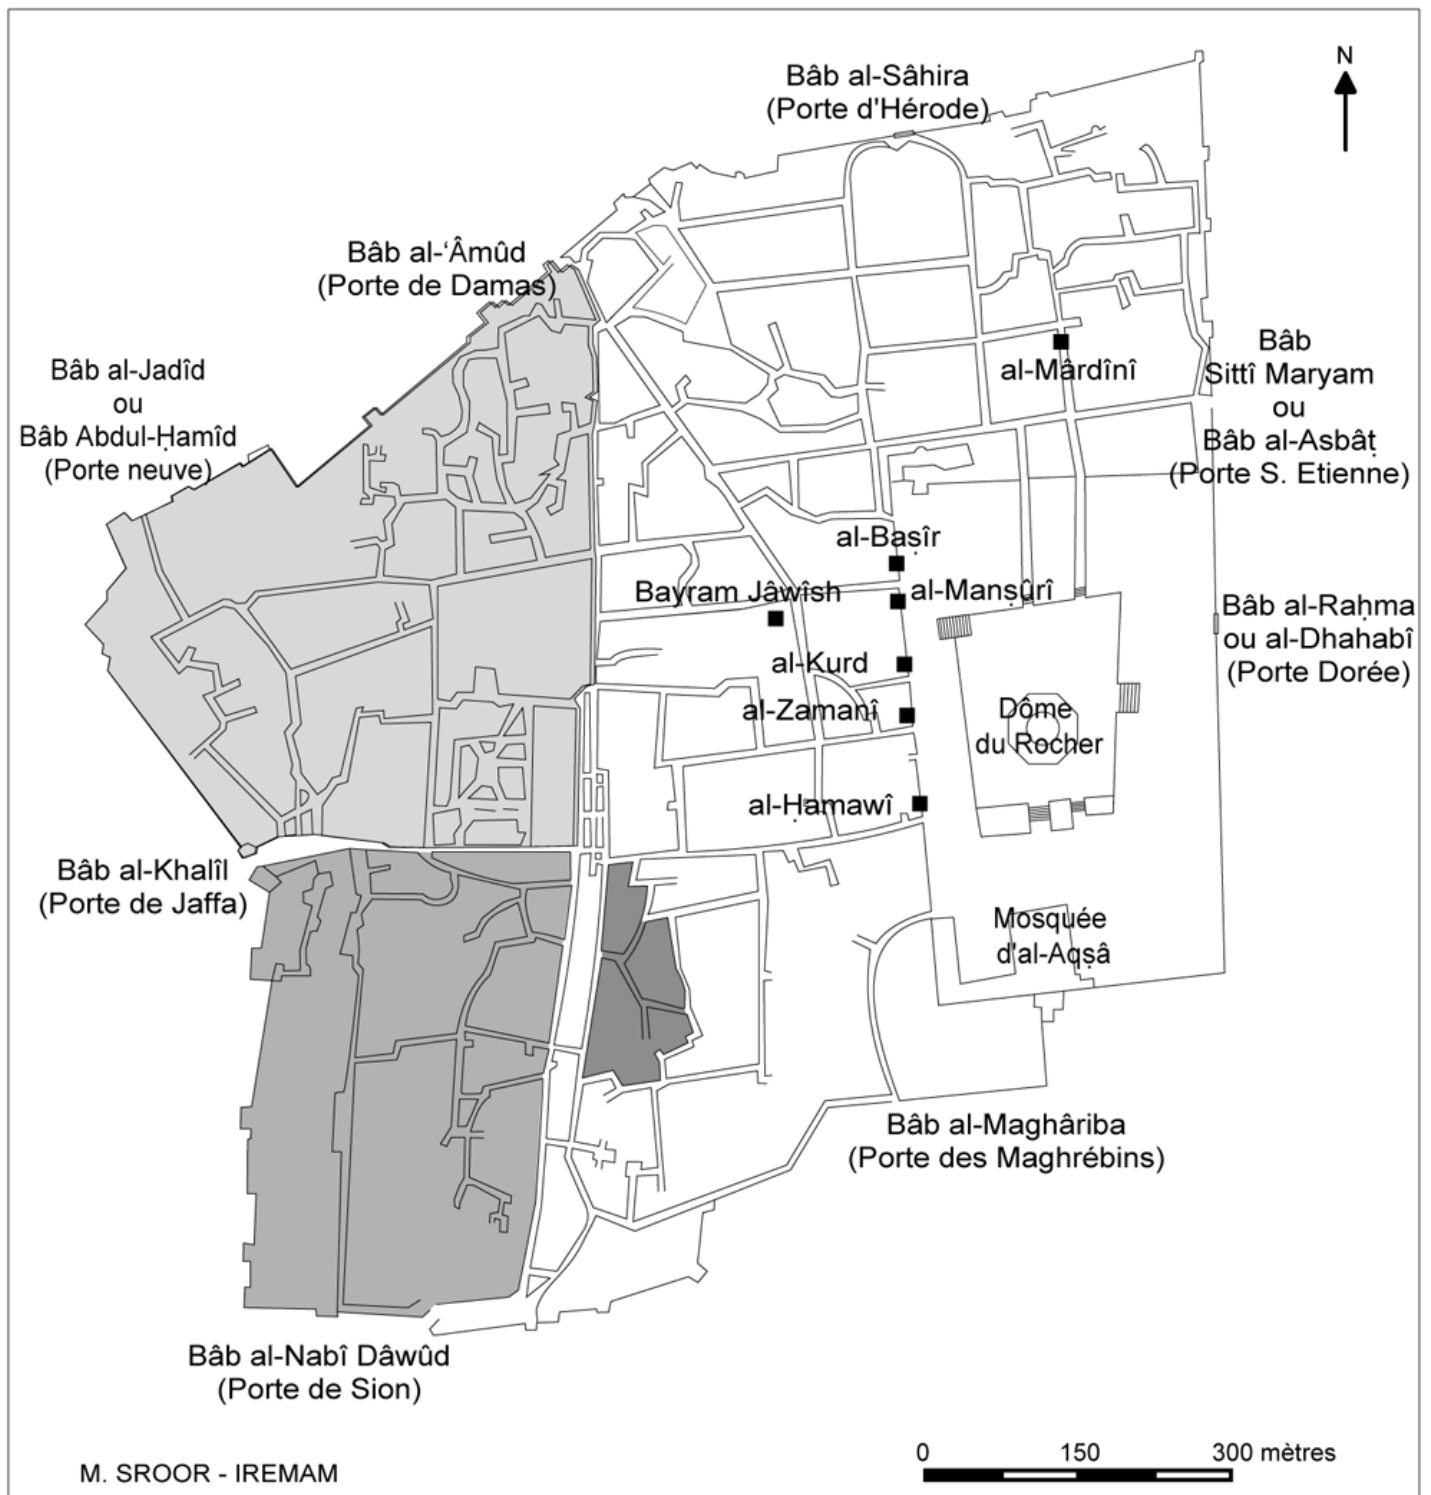 N
Bâb al-Sâhira
(Porte d'Hérode)
Bâb al-‘Âmûd
(Porte de Damas)
Bâb al-Jadîd
ou
Bâb Abdul-Ḥamîd
(Porte neuve)
al-Mârdînî
Bâb
Sittî Maryam
ou
Bâb al-Asbâṭ
(Porte S. Etienne)
al-Baṣîr
Bayram Jâwîsh
al-Manṣûrî
Bâb al-Raḥma
ou al-Dhahabî
(Porte Dorée)
al-Kurd
al-Zamanî
Dôme
du Rocher
al-Ḥamawî
Bâb al-Khalîl
(Porte de Jaffa)
Mosquée
d'al-Aqṣâ
Bâb al-Maghâriba
(Porte des Maghrébins)
Bâb al-Nabî Dâwûd
(Porte de Sion)
0 150 300 mètres
M. SROOR - IREMAM